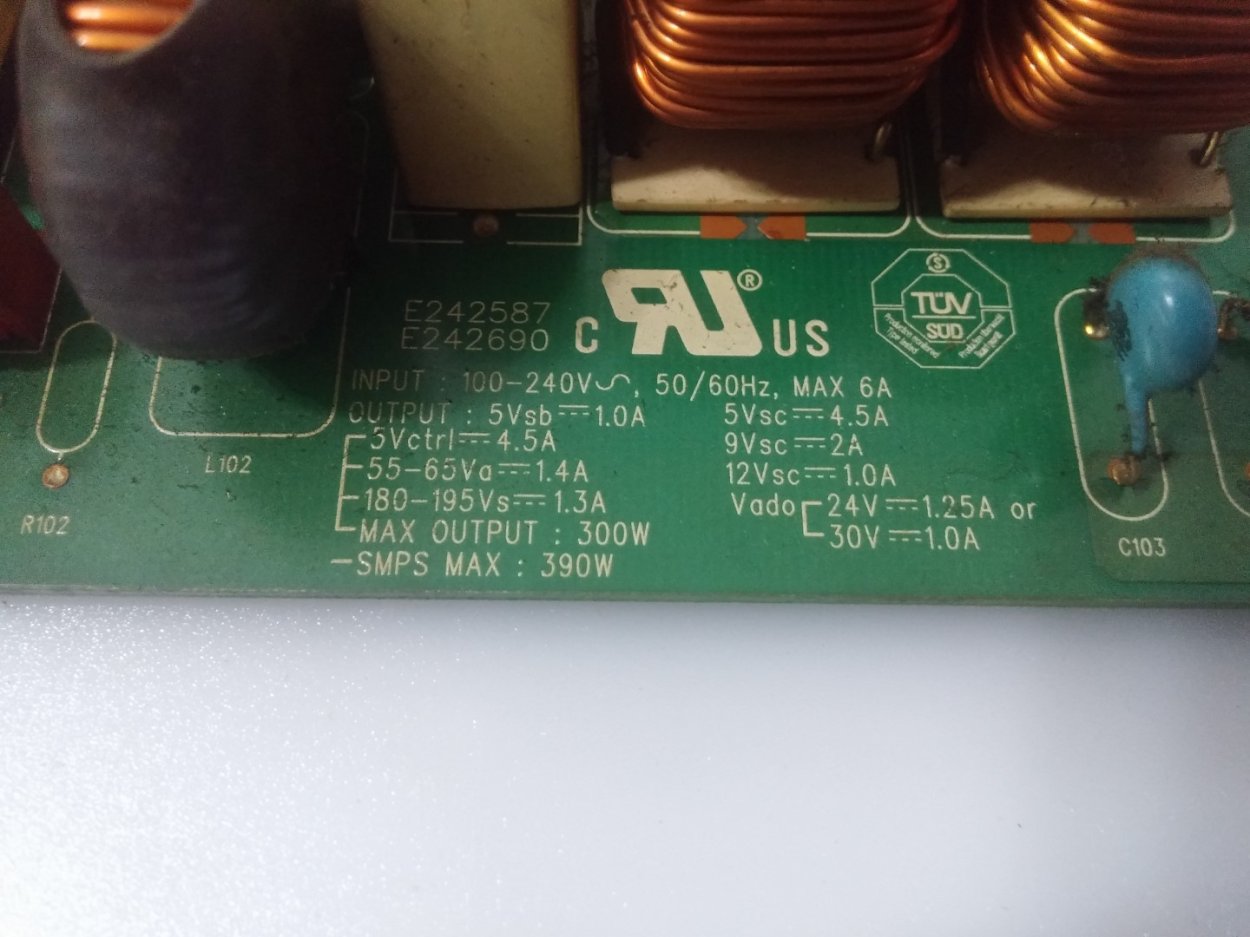 E242587
E242690
C UR® US
S
TÜV
SÜD
INPUT : 100-240V∿, 50/60Hz, MAX 6A
OUTPUT : 5Vsb⎓1.0A 5Vsc⎓4.5A
5Vctrl⎓4.5A 9Vsc⎓2A
55-65Va⎓1.4A 12Vsc⎓1.0A
180-195Vs⎓1.3A Vado 24V⎓1.25A or
MAX OUTPUT : 300W 30V⎓1.0A
SMPS MAX : 390W
L102
R102
C103